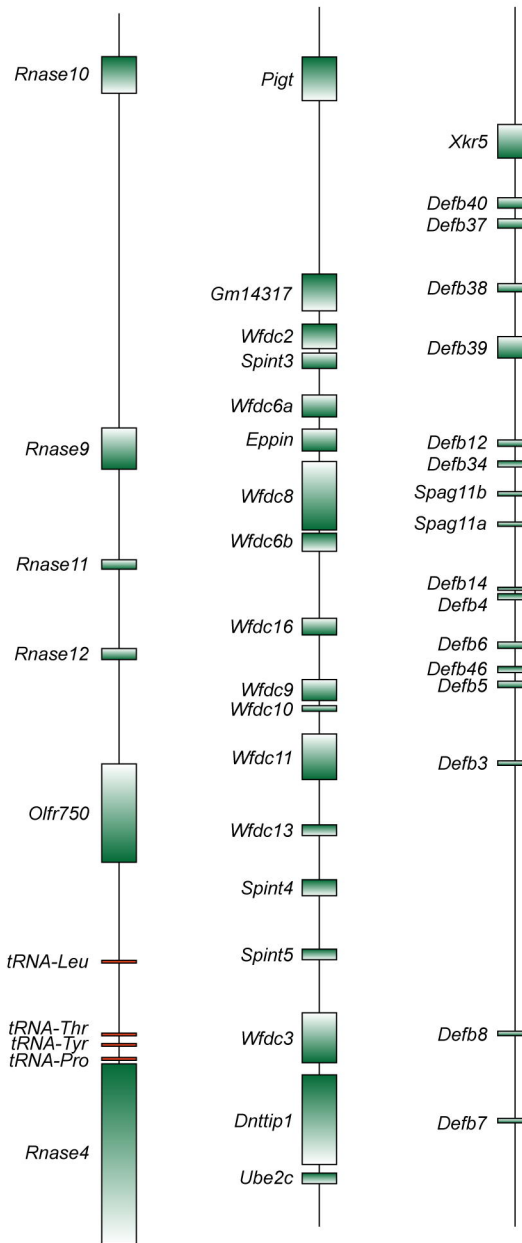 Rnase10
Rnase9
Rnase11
Rnase12
Olfr750
tRNA-Leu
tRNA-Thr
tRNA-Tyr
tRNA-Pro
Rnase4
Pigt
Gm14317
Wfdc2
Spint3
Wfdc6a
Eppin
Wfdc8
Wfdc6b
Wfdc16
Wfdc9
Wfdc10
Wfdc11
Wfdc13
Spint4
Spint5
Wfdc3
Dnttip1
Ube2c
Xkr5
Defb40
Defb37
Defb38
Defb39
Defb12
Defb34
Spag11b
Spag11a
Defb14
Defb4
Defb6
Defb46
Defb5
Defb3
Defb8
Defb7